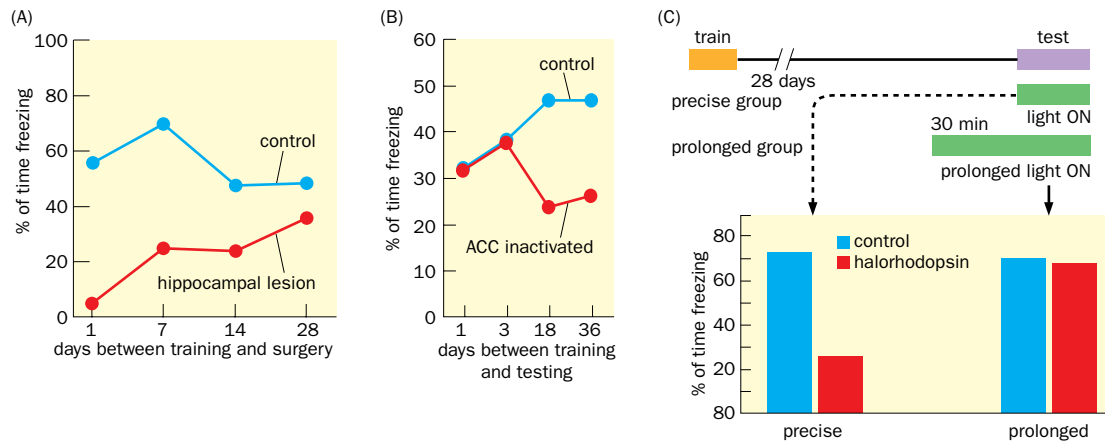 (A)
100
80
60
40
20
0
% of time freezing
control
hippocampal lesion
1 7 14 28
days between training and surgery
(B)
60
50
40
30
20
10
0
% of time freezing
control
ACC inactivated
1 3 18 36
days between training
and testing
(C)
train
test
28 days
precise group
light ON
30 min
prolonged group
prolonged light ON
80
70
60
20
80
% of time freezing
control
halorhodopsin
precise
prolonged